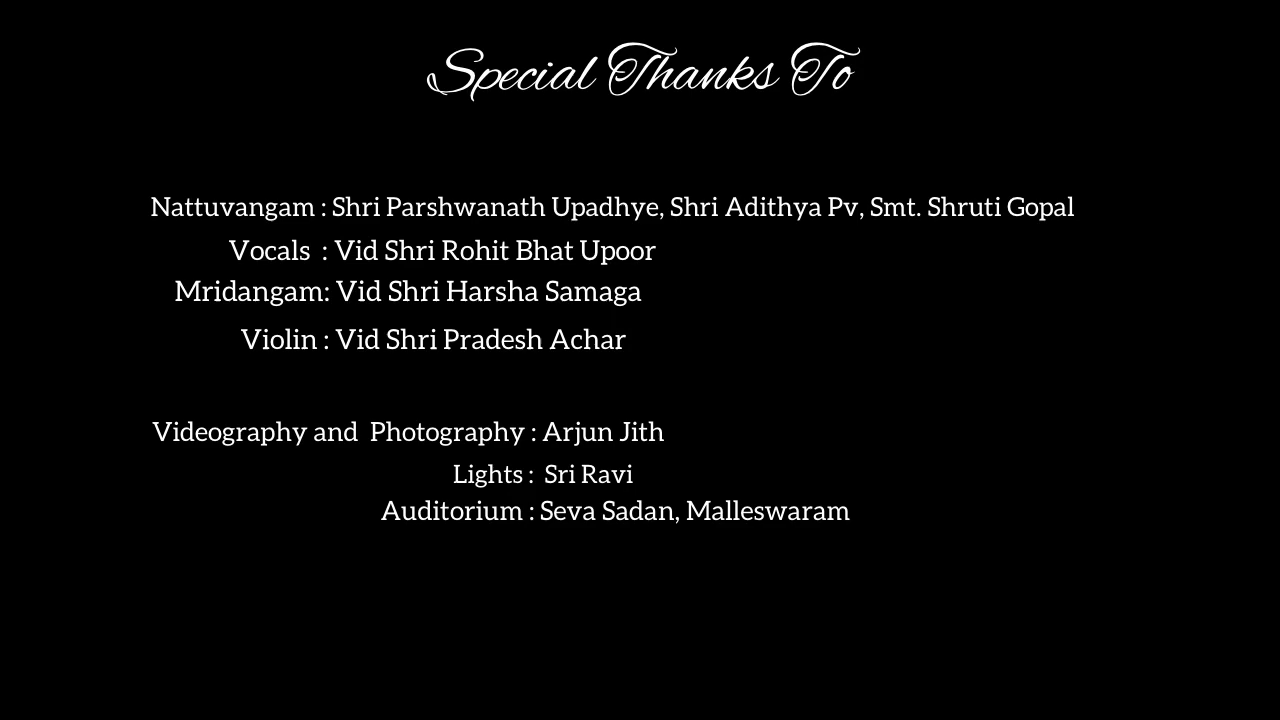 Special Thanks To
Nattuvangam : Shri Parshwanath Upadhye, Shri Adithya Pv, Smt. Shruti Gopal
Vocals  : Vid Shri Rohit Bhat Upoor
Mridangam: Vid Shri Harsha Samaga
Violin : Vid Shri Pradesh Achar
Videography and  Photography : Arjun Jith
Lights :  Sri Ravi
Auditorium : Seva Sadan, Malleswaram